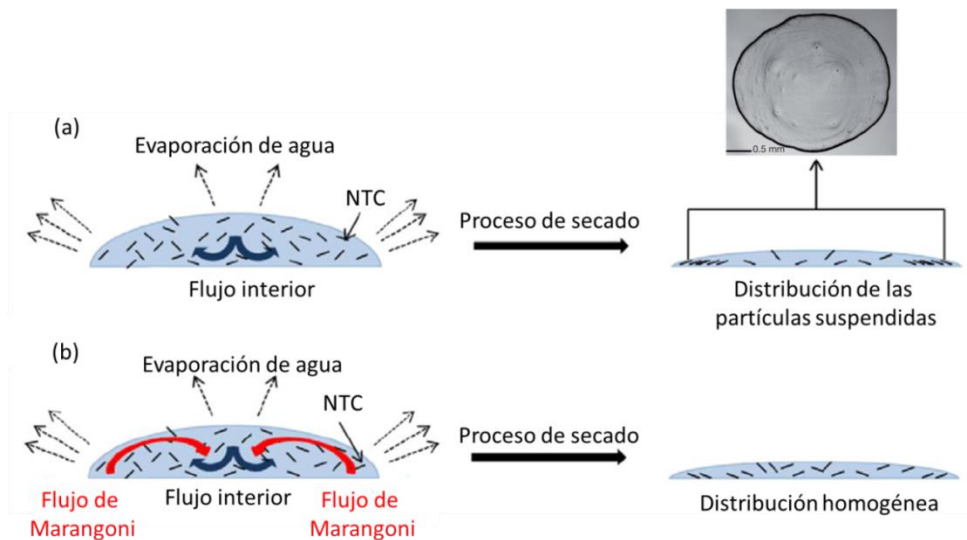 (a)
Evaporación de agua
NTC
Flujo interior
Proceso de secado
0.5 mm
Distribución de las
partículas suspendidas
(b)
Evaporación de agua
NTC
Flujo interior
Flujo de
Marangoni
Flujo de
Marangoni
Proceso de secado
Distribución homogénea